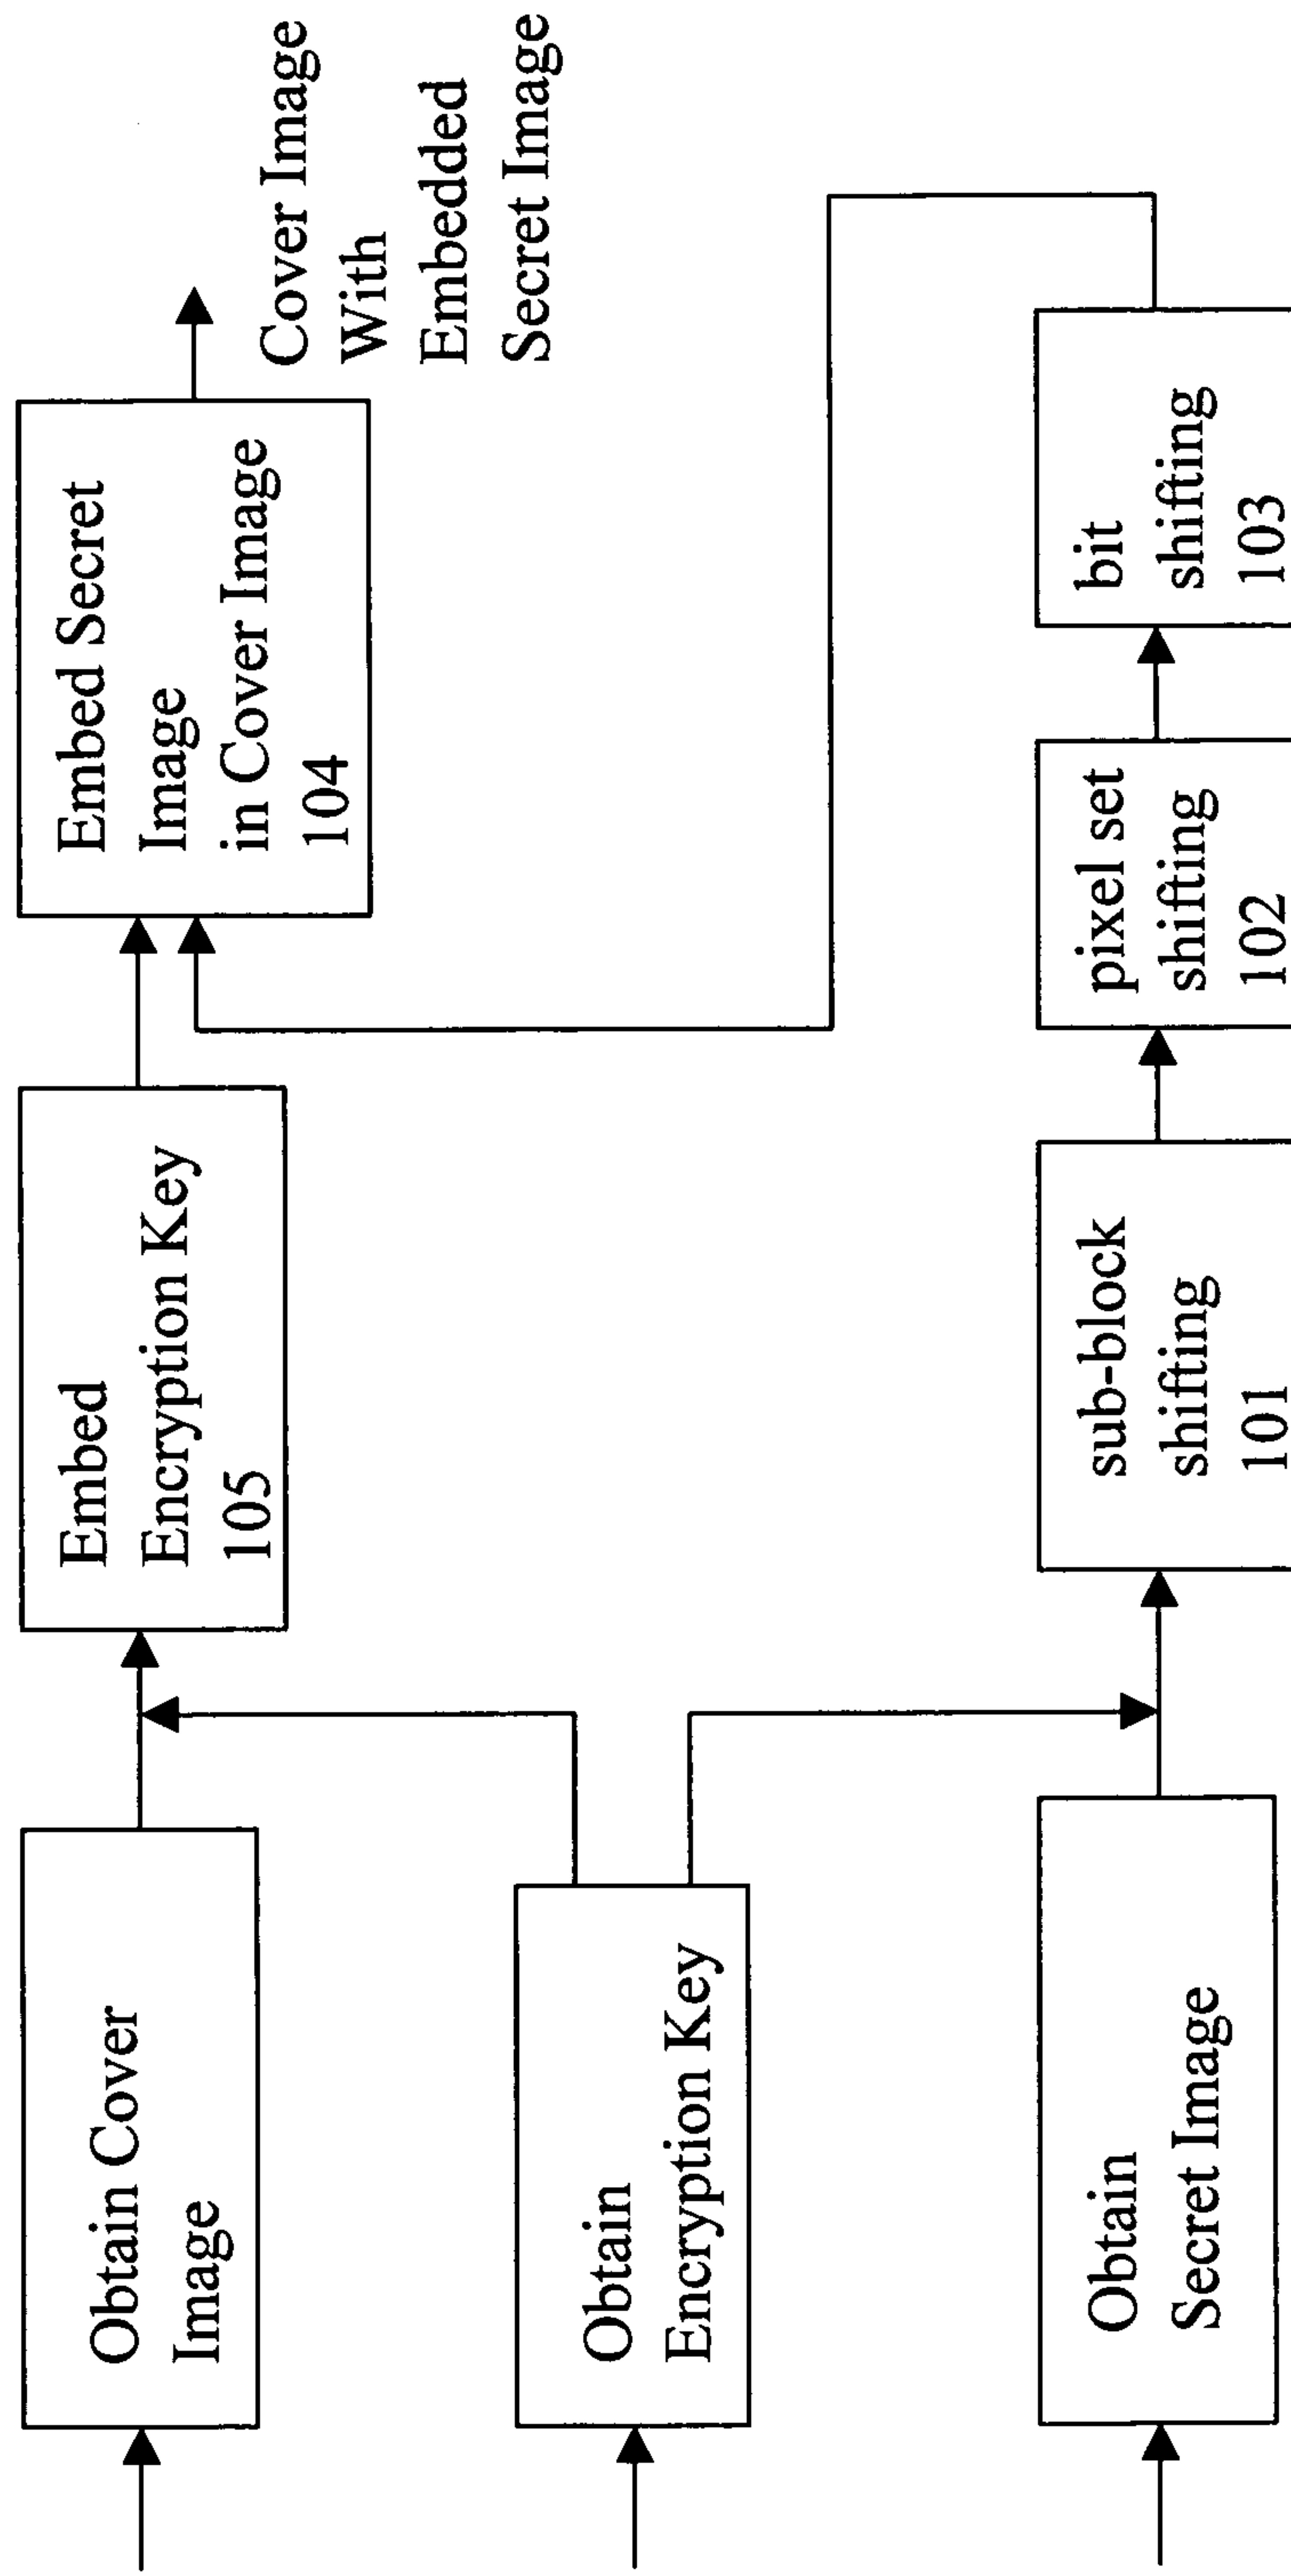 Obtain Cover
Image
Embed
Encryption Key
105
Embed Secret
Image
in Cover Image
104
Cover Image
With
Embedded
Secret Image
Obtain
Encryption Key
Obtain
Secret Image
sub-block
shifting
101
pixel set
shifting
102
bit
shifting
103